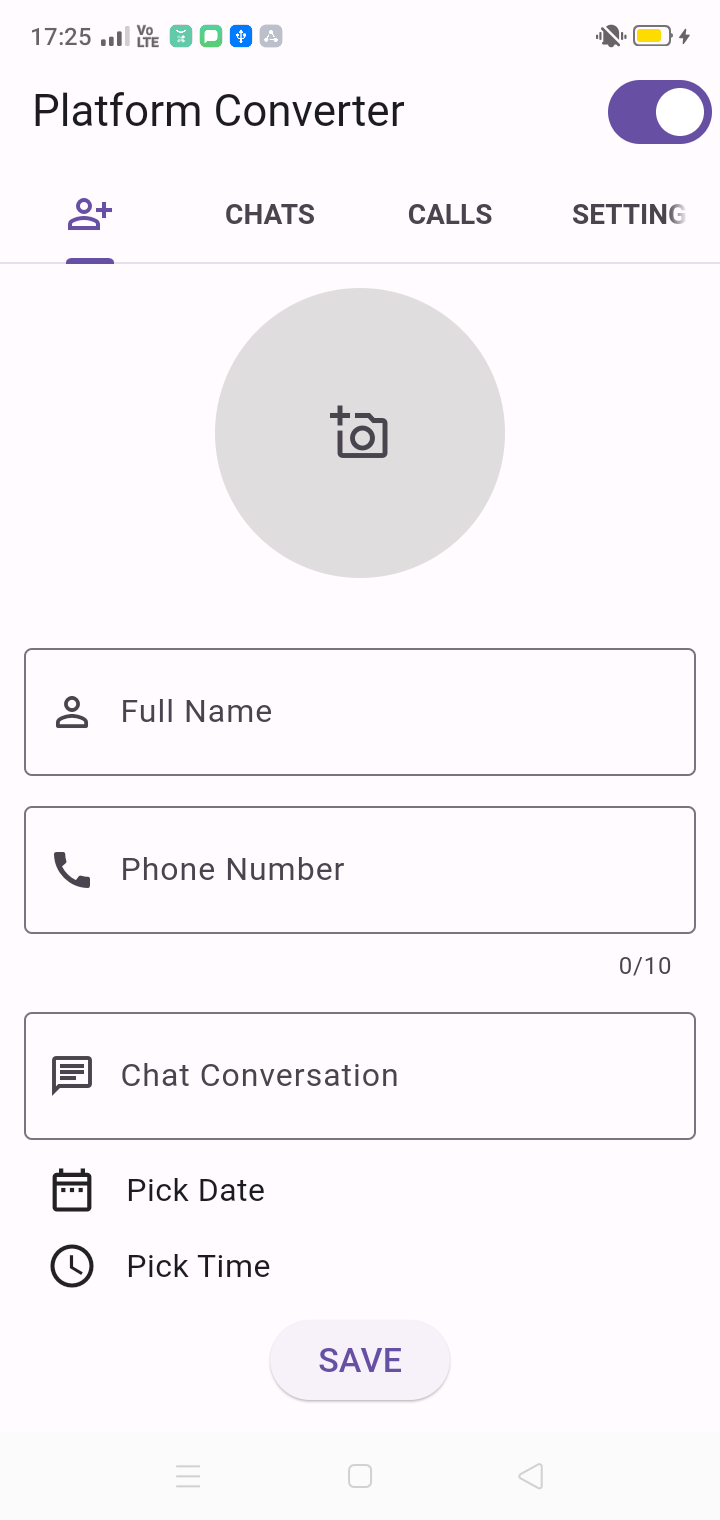 17:25 Vo LTE
Platform Converter
CHATS CALLS SETTING
Full Name
Phone Number
0/10
Chat Conversation
Pick Date
Pick Time
SAVE